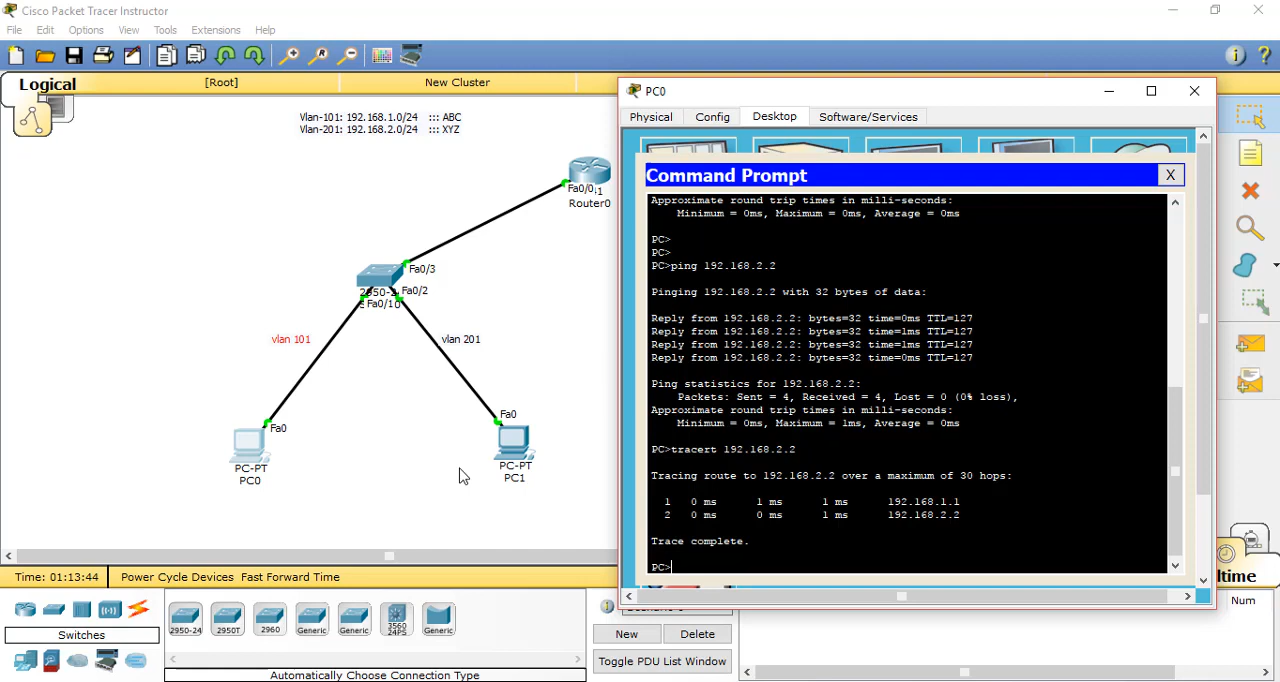 Cisco Packet Tracer Instructor
File Edit Options View Tools Extensions Help
Logical
[Root]
New Cluster
Vlan-101: 192.168.1.0/24 ::: ABC
Vlan-201: 192.168.2.0/24 ::: XYZ
Router0
Fa0/3
Fa0/2
vlan 101
vlan 201
Fa0
PC-PT
PC0
Fa0
PC-PT
PC1
PC0
Physical Config Desktop Software/Services
Command Prompt
X
Approximate round trip times in milli-seconds:
Minimum = 0ms, Maximum = 0ms, Average = 0ms
PC>
PC>
PC>ping 192.168.2.2
Pinging 192.168.2.2 with 32 bytes of data:
Reply from 192.168.2.2: bytes=32 time=0ms TTL=127
Reply from 192.168.2.2: bytes=32 time=1ms TTL=127
Reply from 192.168.2.2: bytes=32 time=1ms TTL=127
Reply from 192.168.2.2: bytes=32 time=0ms TTL=127
Ping statistics for 192.168.2.2:
Packets: Sent = 4, Received = 4, Lost = 0 (0% loss),
Approximate round trip times in milli-seconds:
Minimum = 0ms, Maximum = 1ms, Average = 0ms
PC>tracert 192.168.2.2
Tracing route to 192.168.2.2 over a maximum of 30 hops:
1 0 ms 1 ms 1 ms 192.168.1.1
2 0 ms 0 ms 1 ms 192.168.2.2
Trace complete.
PC>
Time: 01:13:44 Power Cycle Devices Fast Forward Time
Switches
2950-24 2950T 2960 Generic Generic 3560 24PS Generic
Automatically Choose Connection Type
New Delete
Toggle PDU List Window
Num